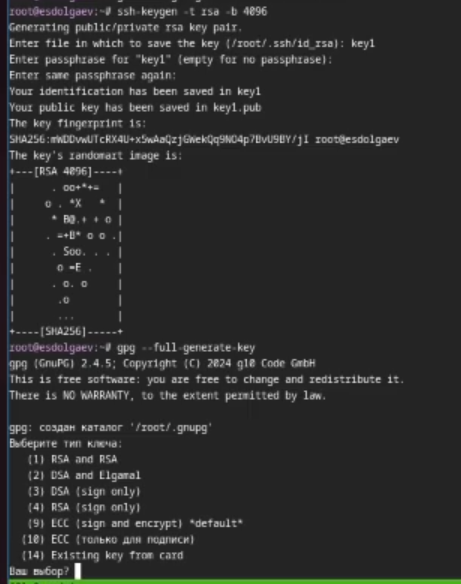 root@esdolgaev:~# ssh-keygen -t rsa -b 4096
Generating public/private rsa key pair.
Enter file in which to save the key (/root/.ssh/id_rsa): key1
Enter passphrase for "key1" (empty for no passphrase):
Enter same passphrase again:
Your identification has been saved in key1
Your public key has been saved in key1.pub
The key fingerprint is:
SHA256:mWDDvwUTcRX4U+x5wAaQzjGWekQq9NO4p7BvU9BY/jI root@esdolgaev
The key's randomart image is:
+---[RSA 4096]----+
|      . oo+*+=   |
|     o . *X   *  |
|      * B@.+ + o |
|     . =+B* o o .|
|      . Soo. . . |
|       o =E .    |
|      . o. o     |
|       .o        |
|       ...       |
+----[SHA256]-----+
root@esdolgaev:~# gpg --full-generate-key
gpg (GnuPG) 2.4.5; Copyright (C) 2024 g10 Code GmbH
This is free software: you are free to change and redistribute it.
There is NO WARRANTY, to the extent permitted by law.
gpg: создан каталог '/root/.gnupg'
Выберите тип ключа:
(1) RSA and RSA
(2) DSA and Elgamal
(3) DSA (sign only)
(4) RSA (sign only)
(9) ECC (sign and encrypt) *default*
(10) ECC (только для подписи)
(14) Existing key from card
Ваш выбор?